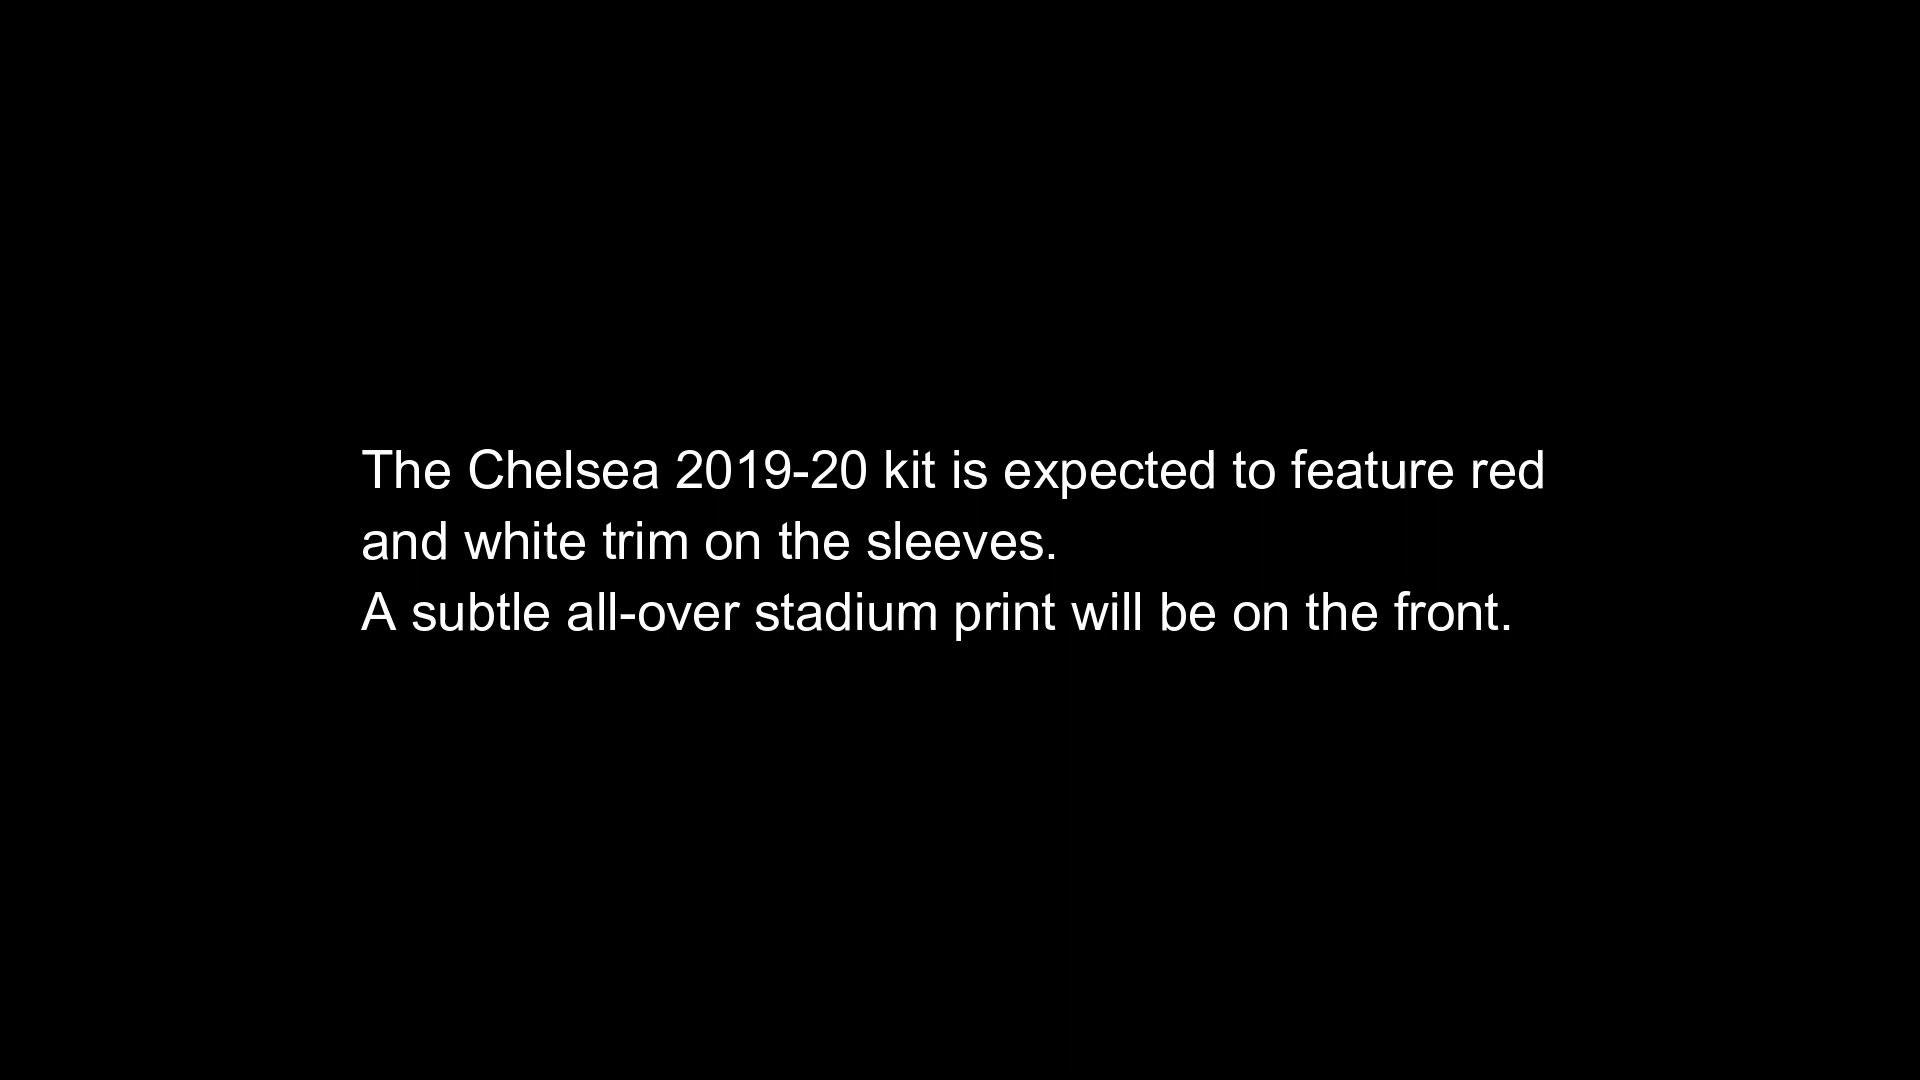 The Chelsea 2019-20 kit is expected to feature red
and white trim on the sleeves.
A subtle all-over stadium print will be on the front.